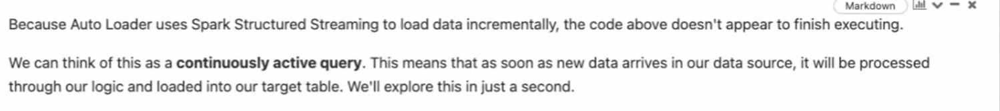 Markdown
Because Auto Loader uses Spark Structured Streaming to load data incrementally, the code above doesn't appear to finish executing.
We can think of this as a continuously active query. This means that as soon as new data arrives in our data source, it will be processed
through our logic and loaded into our target table. We'll explore this in just a second.